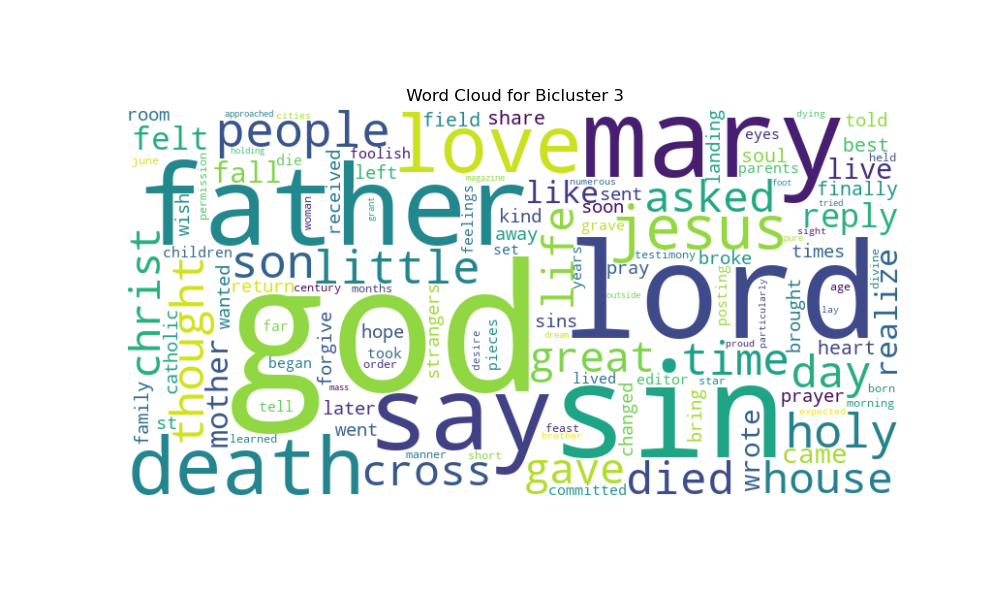 Word Cloud for Bicluster 3
room
approached
cities
people
love
field
share
mary
dying
told
felt
holding
fall
die
foolish
landing
eyes
soul
best
june
permission
father
left
magazine
like
numerous
sent
asked
parents
live
held
wish
woman
received
grant
feelings
kind
soon
foot
tried
finally
reply
away
grave
jesus
pure
sight
christ
children
son
little
set
life
years
pray
testimony
broke
times
divine
thought
wanted
return
century
months
god
lord
outside
posting
particularly
brought
age
lay
realize
catholic
far
hope
strangers
desire
pieces
sins
dream
proud
heart
mother
began
forgive
took
order
great
time
day
family
mass
lived
editor
star
born
st
tell
later
say
sin
changed
bring
prayer
morning
expected
went
feast
brother
wrote
holy
learned
manner
short
came
death
cross
gave
committed
died
house